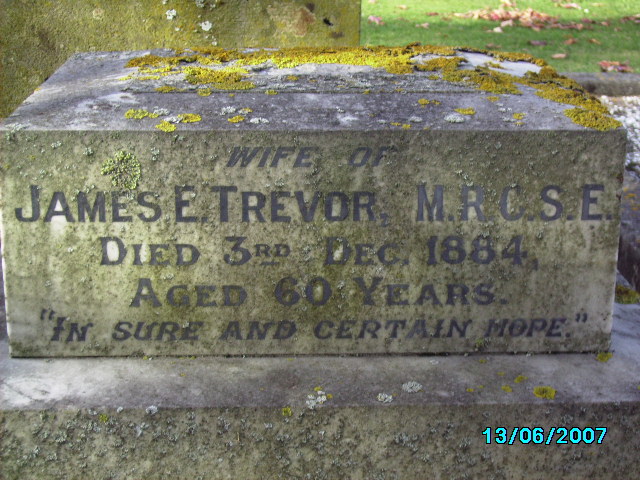 WIFE OF
JAMES E. TREVOR, M.R.C.S.E.
DIED 3RD DEC. 1884,
AGED 60 YEARS.
"IN SURE AND CERTAIN HOPE."
13/06/2007